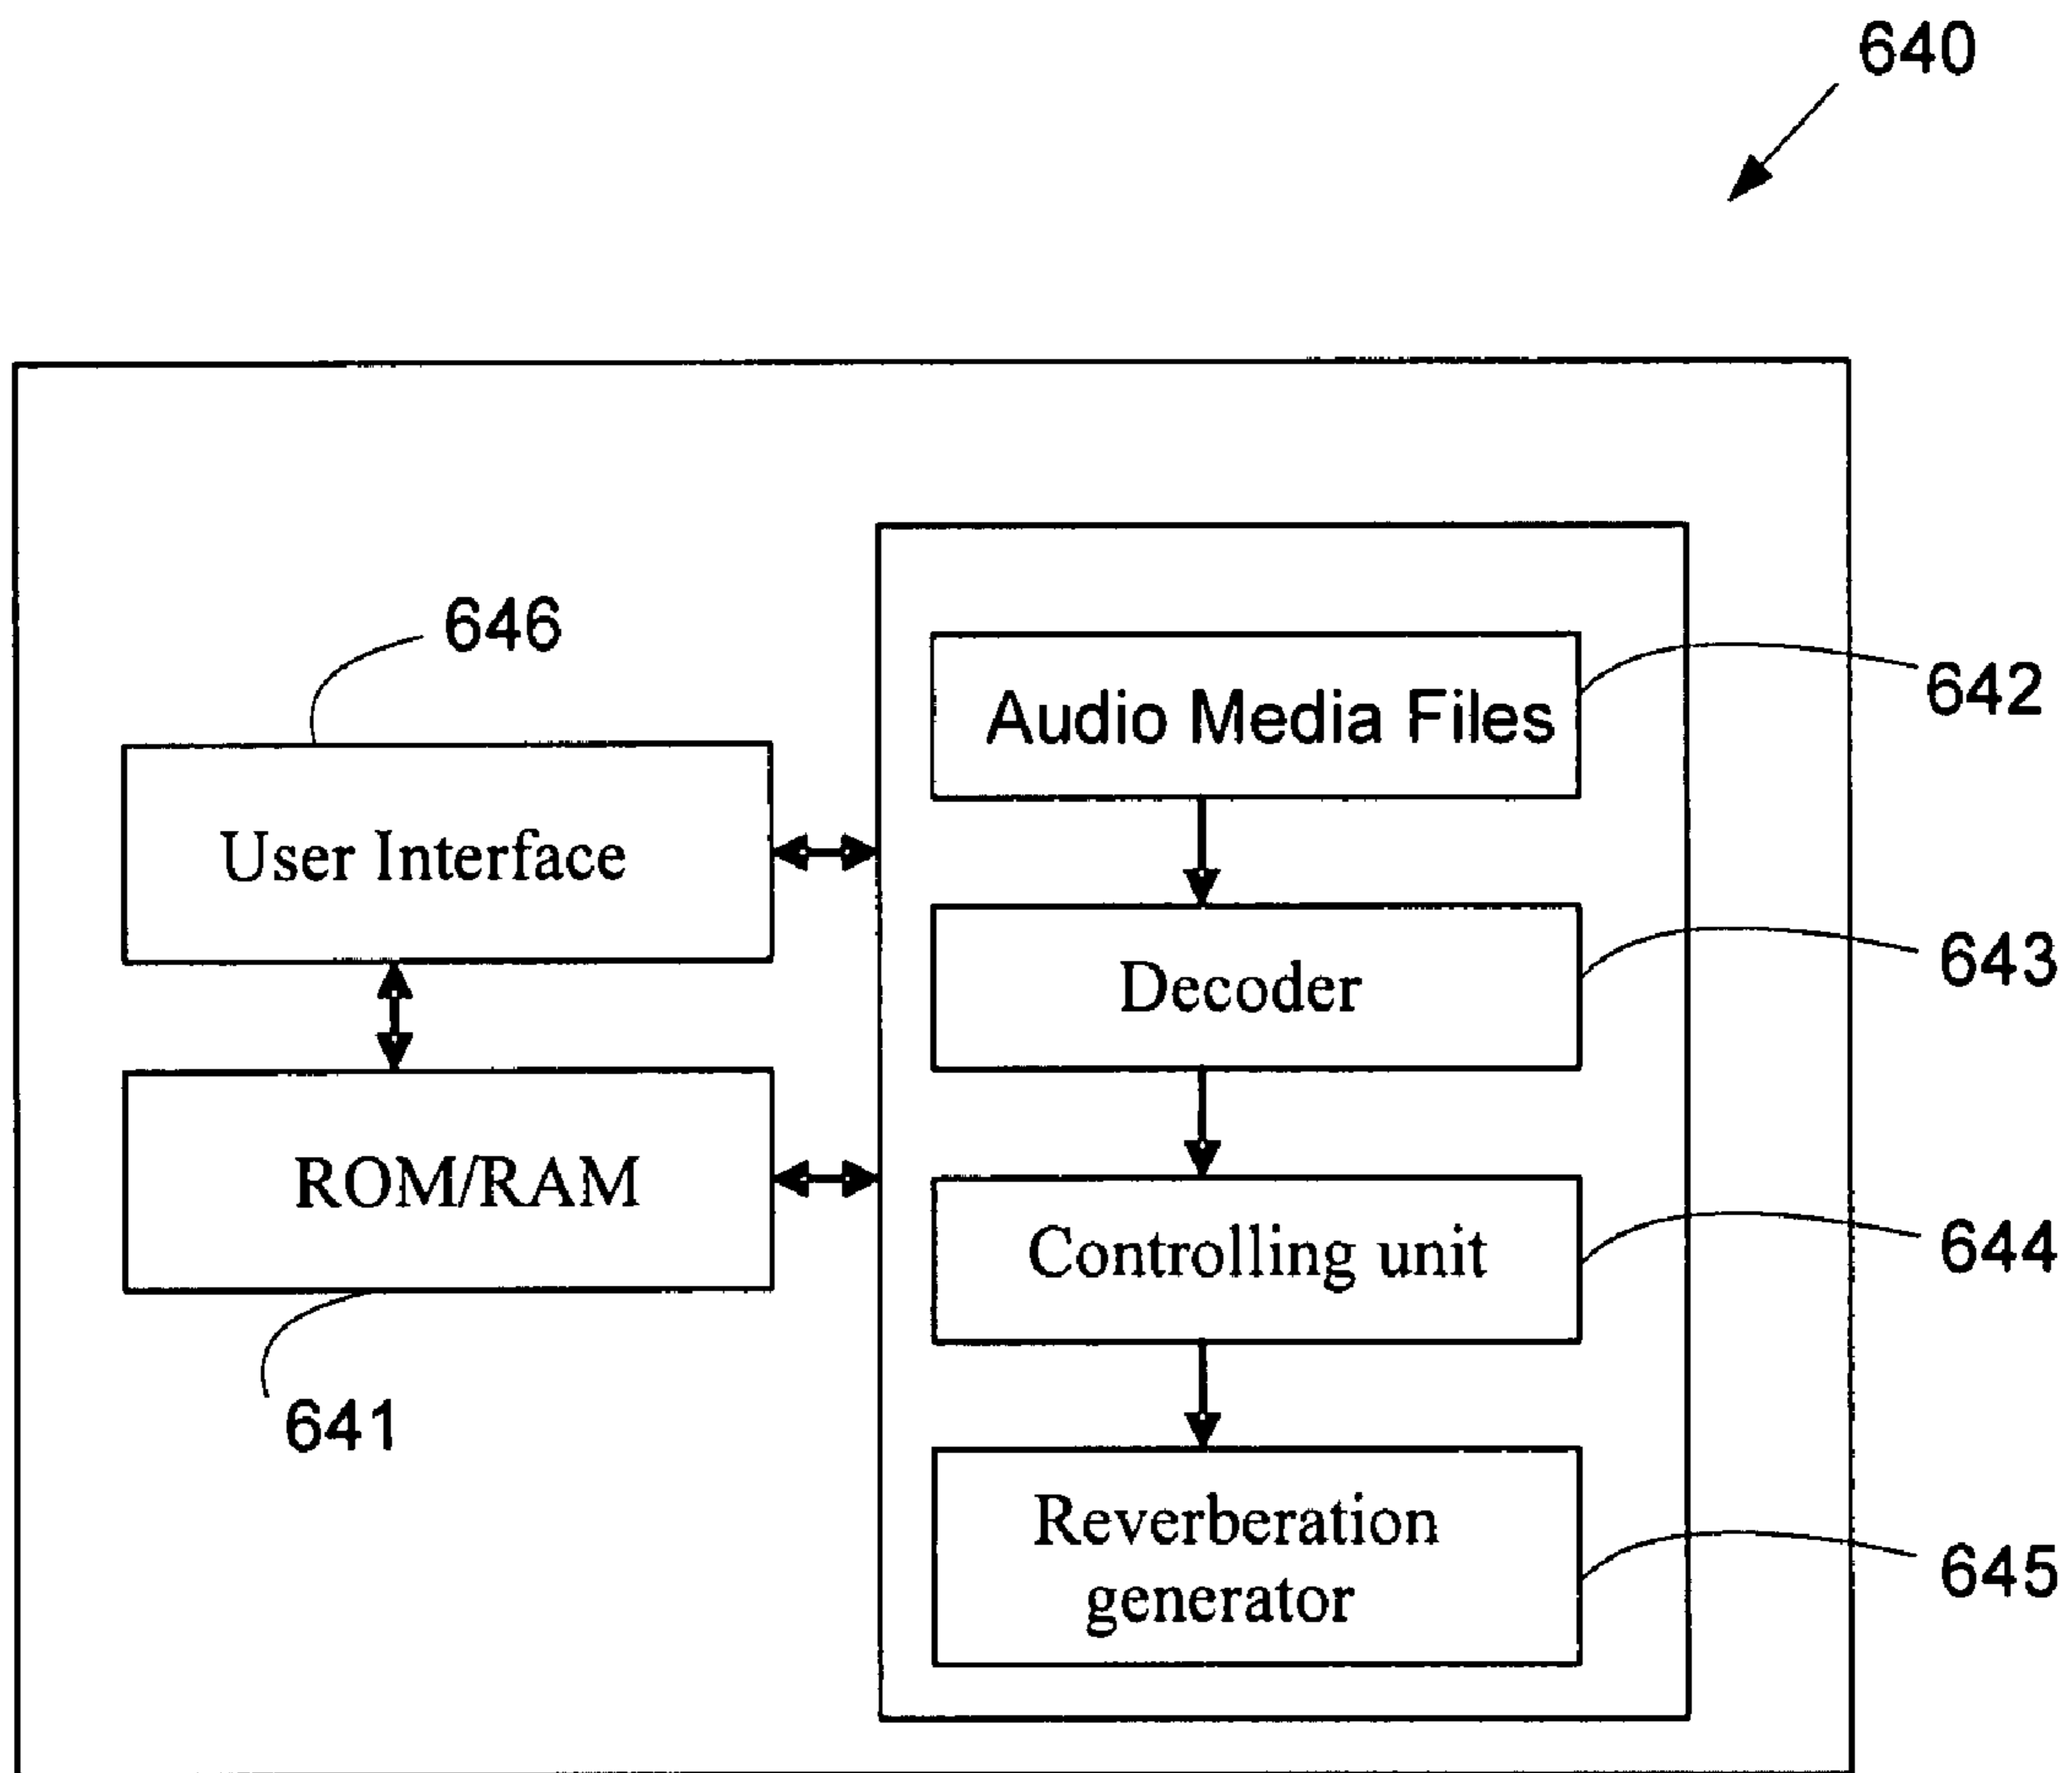 640
646
Audio Media Files
642
User Interface
Decoder
643
ROM/RAM
Controlling unit
644
641
Reverberation
generator
645